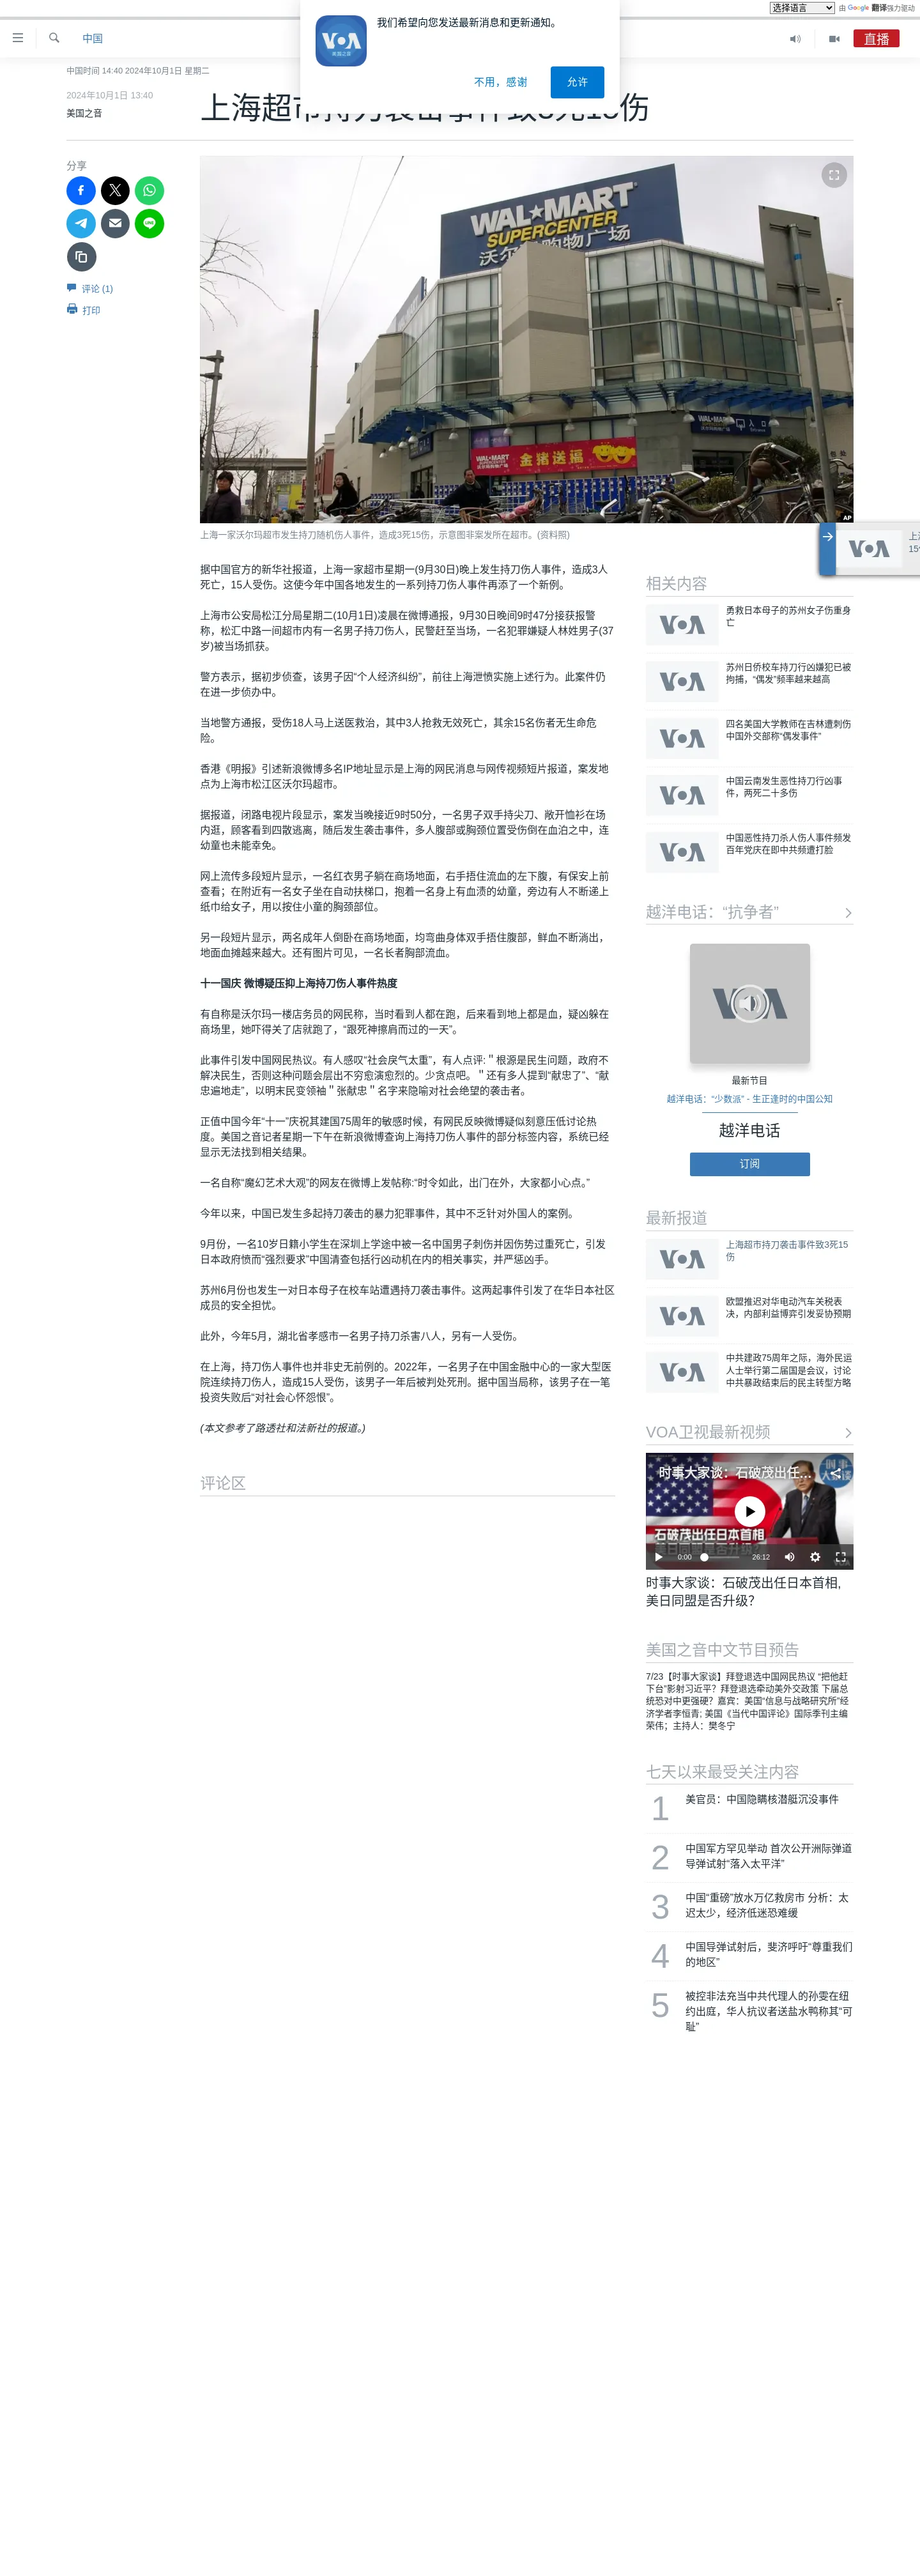 选择语言
由 Google 翻译强力驱动
我们希望向您发送最新消息和更新通知。
VOA
美国之音
不用，感谢
允许
中国
直播
中国时间 14:40 2024年10月1日 星期二
2024年10月1日 13:40
美国之音
上海超市持刀袭击事件致3死15伤
分享
评论 (1)
打印
WAL★MART
SUPERCENTER
沃尔玛购物广场
WAL★MART
WAL★MART
金猪送福
AP
上海一家沃尔玛超市发生持刀随机伤人事件，造成3死15伤，示意图非案发所在超市。(资料照)
据中国官方的新华社报道，上海一家超市星期一(9月30日)晚上发生持刀伤人事件，造成3人
死亡，15人受伤。这使今年中国各地发生的一系列持刀伤人事件再添了一个新例。
上海市公安局松江分局星期二(10月1日)凌晨在微博通报，9月30日晚间9时47分接获报警
称，松汇中路一间超市内有一名男子持刀伤人，民警赶至当场，一名犯罪嫌疑人林姓男子(37
岁)被当场抓获。
警方表示，据初步侦查，该男子因“个人经济纠纷”，前往上海泄愤实施上述行为。此案件仍
在进一步侦办中。
当地警方通报，受伤18人马上送医救治，其中3人抢救无效死亡，其余15名伤者无生命危
险。
香港《明报》引述新浪微博多名IP地址显示是上海的网民消息与网传视频短片报道，案发地
点为上海市松江区沃尔玛超市。
据报道，闭路电视片段显示，案发当晚接近9时50分，一名男子双手持尖刀、敞开恤衫在场
内逛，顾客看到四散逃离，随后发生袭击事件，多人腹部或胸颈位置受伤倒在血泊之中，连
幼童也未能幸免。
网上流传多段短片显示，一名红衣男子躺在商场地面，右手捂住流血的左下腹，有保安上前
查看；在附近有一名女子坐在自动扶梯口，抱着一名身上有血渍的幼童，旁边有人不断递上
纸巾给女子，用以按住小童的胸颈部位。
另一段短片显示，两名成年人倒卧在商场地面，均弯曲身体双手捂住腹部，鲜血不断淌出，
地面血摊越来越大。还有图片可见，一名长者胸部流血。
十一国庆 微博疑压抑上海持刀伤人事件热度
有自称是沃尔玛一楼店务员的网民称，当时看到人都在跑，后来看到地上都是血，疑凶躲在
商场里，她吓得关了店就跑了，“跟死神擦肩而过的一天”。
此事件引发中国网民热议。有人感叹“社会戾气太重”，有人点评:＂根源是民生问题，政府不
解决民生，否则这种问题会层出不穷愈演愈烈的。少贪点吧。＂还有多人提到“献忠了”、“献
忠遍地走”，以明末民变领袖＂张献忠＂名字来隐喻对社会绝望的袭击者。
正值中国今年“十一”庆祝其建国75周年的敏感时候，有网民反映微博疑似刻意压低讨论热
度。美国之音记者星期一下午在新浪微博查询上海持刀伤人事件的部分标签内容，系统已经
显示无法找到相关结果。
一名自称“魔幻艺术大观”的网友在微博上发帖称:“时令如此，出门在外，大家都小心点。”
今年以来，中国已发生多起持刀袭击的暴力犯罪事件，其中不乏针对外国人的案例。
9月份，一名10岁日籍小学生在深圳上学途中被一名中国男子刺伤并因伤势过重死亡，引发
日本政府愤而“强烈要求”中国清查包括行凶动机在内的相关事实，并严惩凶手。
苏州6月份也发生一对日本母子在校车站遭遇持刀袭击事件。这两起事件引发了在华日本社区
成员的安全担忧。
此外，今年5月，湖北省孝感市一名男子持刀杀害八人，另有一人受伤。
在上海，持刀伤人事件也并非史无前例的。2022年，一名男子在中国金融中心的一家大型医
院连续持刀伤人，造成15人受伤，该男子一年后被判处死刑。据中国当局称，该男子在一笔
投资失败后“对社会心怀怨恨”。
(本文参考了路透社和法新社的报道。)
评论区
相关内容
勇救日本母子的苏州女子伤重身
亡
苏州日侨校车持刀行凶嫌犯已被
拘捕，“偶发”频率越来越高
四名美国大学教师在吉林遭刺伤
中国外交部称“偶发事件”
中国云南发生恶性持刀行凶事
件，两死二十多伤
中国恶性持刀杀人伤人事件频发
百年党庆在即中共频遭打脸
越洋电话：“抗争者”
最新节目
越洋电话：“少数派” - 生正逢时的中国公知
越洋电话
订阅
最新报道
上海超市持刀袭击事件致3死15
伤
欧盟推迟对华电动汽车关税表
决，内部利益博弈引发妥协预期
中共建政75周年之际，海外民运
人士举行第二届国是会议，讨论
中共暴政结束后的民主转型方略
VOA卫视最新视频
时事大家谈：石破茂出任…
石破茂出任日本首相
0:00
26:12
时事大家谈：石破茂出任日本首相,
美日同盟是否升级？
美国之音中文节目预告
7/23【时事大家谈】拜登退选中国网民热议 “把他赶
下台”影射习近平？拜登退选牵动美外交政策 下届总
统恐对中更强硬？嘉宾：美国“信息与战略研究所”经
济学者李恒青; 美国《当代中国评论》国际季刊主编
荣伟；主持人：樊冬宁
七天以来最受关注内容
1 美官员：中国隐瞒核潜艇沉没事件
2 中国军方罕见举动 首次公开洲际弹道
导弹试射“落入太平洋”
3 中国“重磅”放水万亿救房市 分析：太
迟太少，经济低迷恐难缓
4 中国导弹试射后，斐济呼吁“尊重我们
的地区”
5 被控非法充当中共代理人的孙雯在纽
约出庭，华人抗议者送盐水鸭称其“可
耻”